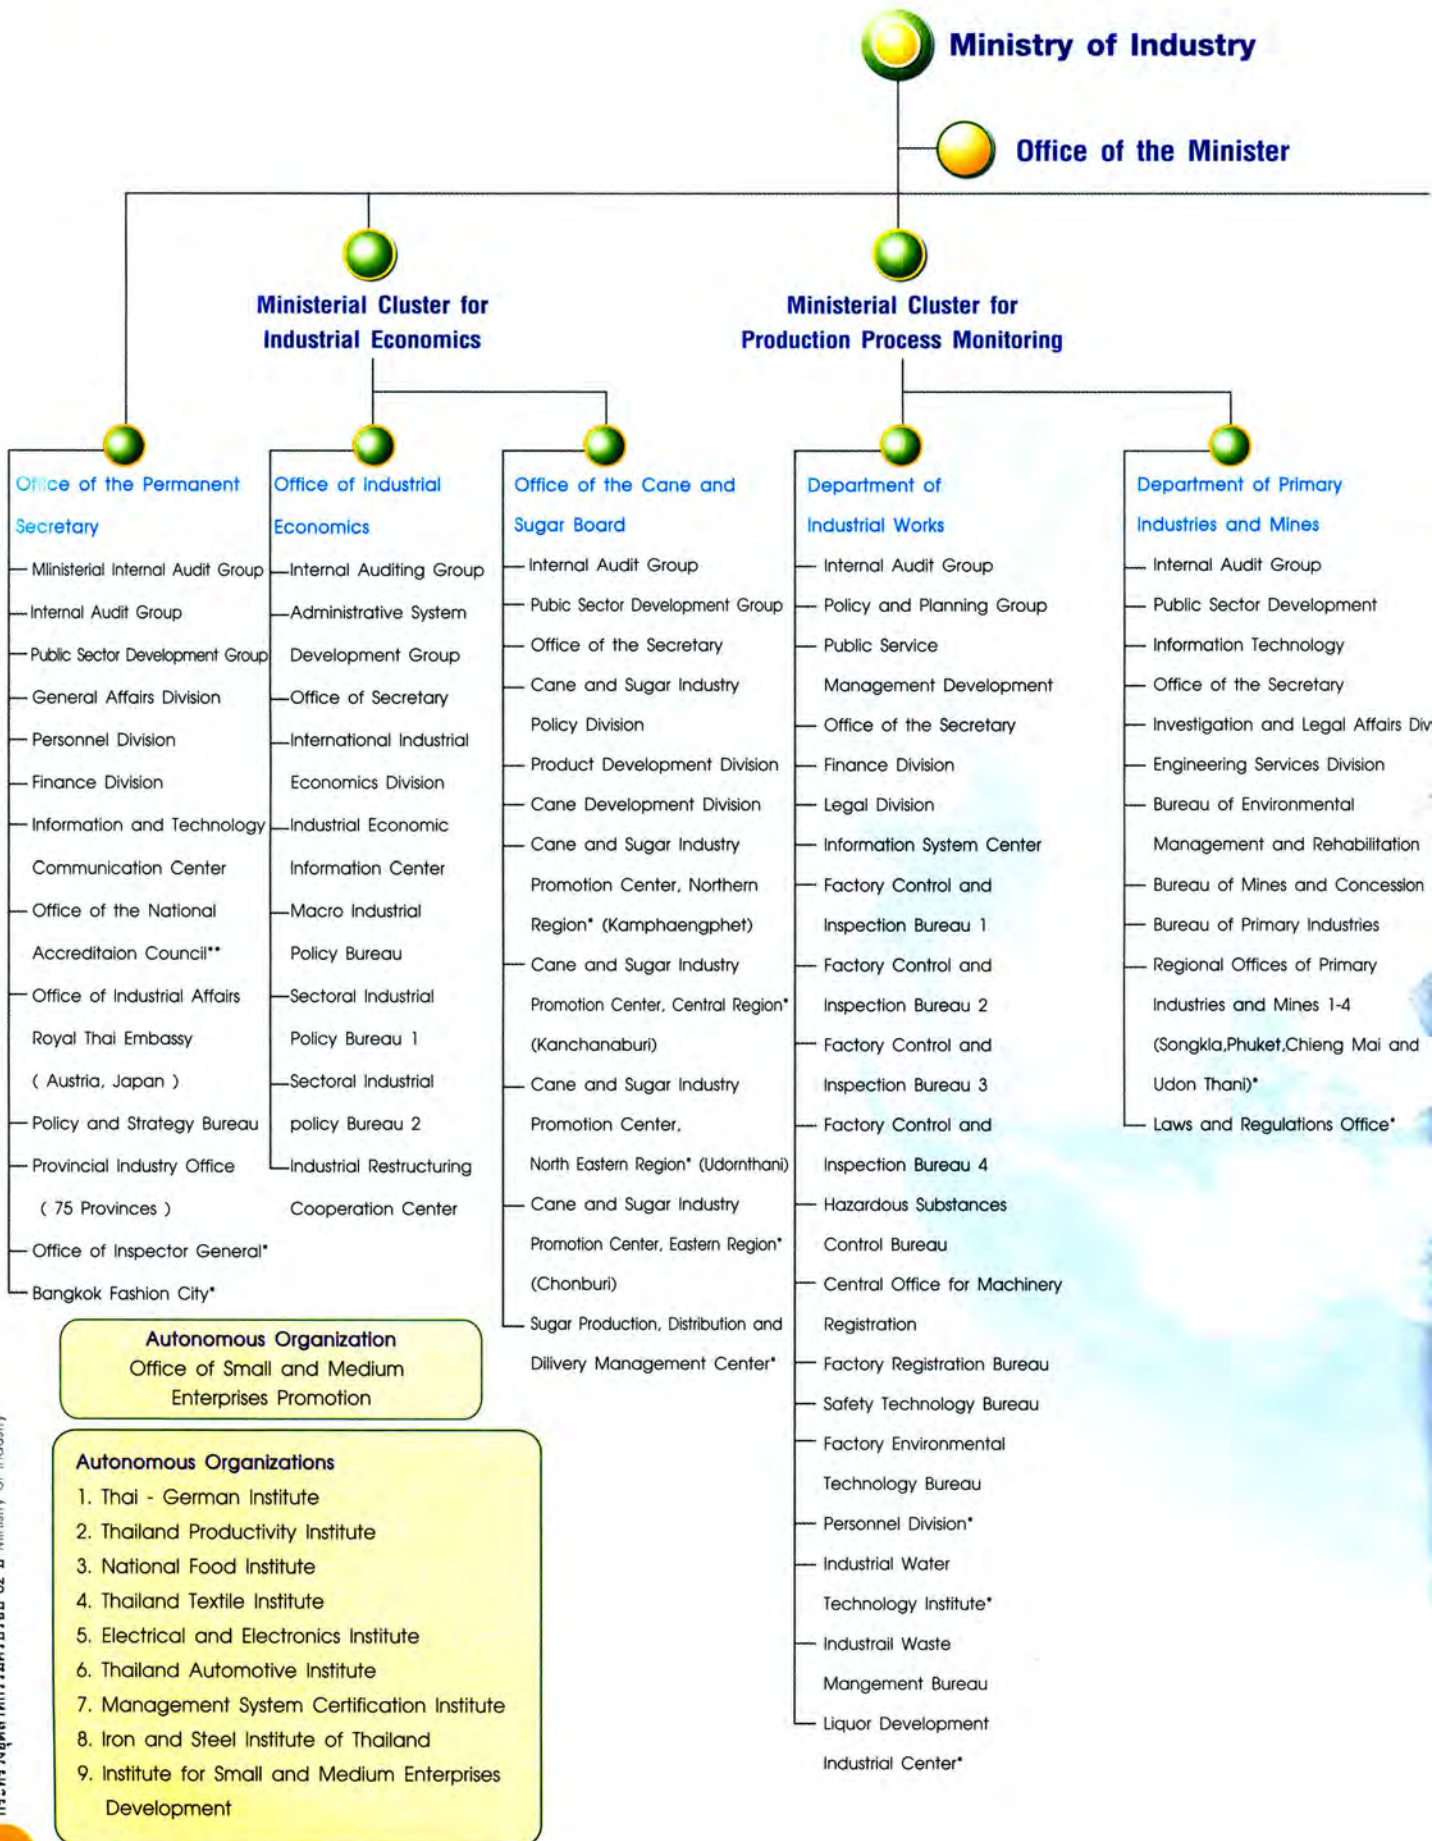 Ministry of Industry
Office of the Minister
Ministerial Cluster for
Industrial Economics
Ministerial Cluster for
Production Process Monitoring
Office of the Permanent
Secretary
MIinisterial Internal Audit Group
Internal Audit Group
Public Sector Development Group
General Affairs Division
Personnel Division
Finance Division
Information and Technology
Communication Center
Office of the National
Accreditaion Council**
Office of Industrial Affairs
Royal Thai Embassy
( Austria, Japan )
Policy and Strategy Bureau
Provincial Industry Office
( 75 Provinces )
Office of Inspector General*
Bangkok Fashion City*
Office of Industrial
Economics
Internal Auditing Group
Administrative System
Development Group
Office of Secretary
International Industrial
Economics Division
Industrial Economic
Information Center
Macro Industrial
Policy Bureau
Sectoral Industrial
Policy Bureau 1
Sectoral Industrial
policy Bureau 2
Industrial Restructuring
Cooperation Center
Office of the Cane and
Sugar Board
Internal Audit Group
Pubic Sector Development Group
Office of the Secretary
Cane and Sugar Industry
Policy Division
Product Development Division
Cane Development Division
Cane and Sugar Industry
Promotion Center, Northern
Region* (Kamphaengphet)
Cane and Sugar Industry
Promotion Center, Central Region*
(Kanchanaburi)
Cane and Sugar Industry
Promotion Center,
North Eastern Region* (Udornthani)
Cane and Sugar Industry
Promotion Center, Eastern Region*
(Chonburi)
Sugar Production, Distribution and
Dilivery Management Center*
Department of
Industrial Works
Internal Audit Group
Policy and Planning Group
Public Service
Management Development
Office of the Secretary
Finance Division
Legal Division
Information System Center
Factory Control and
Inspection Bureau 1
Factory Control and
Inspection Bureau 2
Factory Control and
Inspection Bureau 3
Factory Control and
Inspection Bureau 4
Hazardous Substances
Control Bureau
Central Office for Machinery
Registration
Factory Registration Bureau
Safety Technology Bureau
Factory Environmental
Technology Bureau
Personnel Division*
Industrial Water
Technology Institute*
Industrail Waste
Mangement Bureau
Liquor Development
Industrial Center*
Department of Primary
Industries and Mines
Internal Audit Group
Public Sector Development
Information Technology
Office of the Secretary
Investigation and Legal Affairs Div
Engineering Services Division
Bureau of Environmental
Management and Rehabilitation
Bureau of Mines and Concession
Bureau of Primary Industries
Regional Offices of Primary
Industries and Mines 1-4
(Songkla,Phuket,Chieng Mai and
Udon Thani)*
Laws and Regulations Office*
Autonomous Organization
Office of Small and Medium
Enterprises Promotion
Autonomous Organizations
1. Thai - German Institute
2. Thailand Productivity Institute
3. National Food Institute
4. Thailand Textile Institute
5. Electrical and Electronics Institute
6. Thailand Automotive Institute
7. Management System Certification Institute
8. Iron and Steel Institute of Thailand
9. Institute for Small and Medium Enterprises
Development